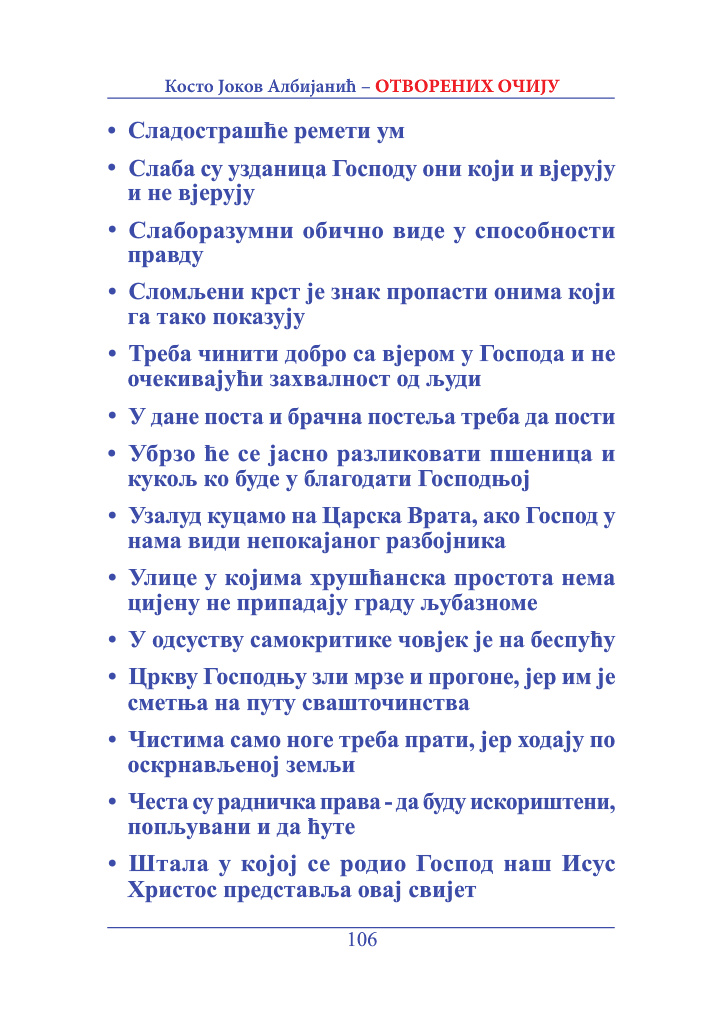 Косто Јоков Албијанић – ОТВОРЕНИХ ОЧИЈУ
• Сладострашће ремети ум
• Слаба су узданица Господу они који и вјерују
и не вјерују
• Слаборазумни обично виде у способности
правду
• Сломљени крст је знак пропасти онима који
га тако показују
• Треба чинити добро са вјером у Господа и не
очекивајући захвалност од људи
• У дане поста и брачна постеља треба да пости
• Убрзо ће се јасно разликовати пшеница и
кукољ ко буде у благодати Господњој
• Узалуд куцамо на Царска Врата, ако Господ у
нама види непокајаног разбојника
• Улице у којима хрушћанска простота нема
цијену не припадају граду љубазноме
• У одсуству самокритике човјек је на беспућу
• Цркву Господњу зли мрзе и прогоне, јер им је
сметња на путу свашточинства
• Чистима само ноге треба прати, јер ходају по
оскрнављеној земљи
• Честа су радничка права - да буду искориштени,
попљувани и да ћуте
• Штала у којој се родио Господ наш Исус
Христос представља овај свијет
106